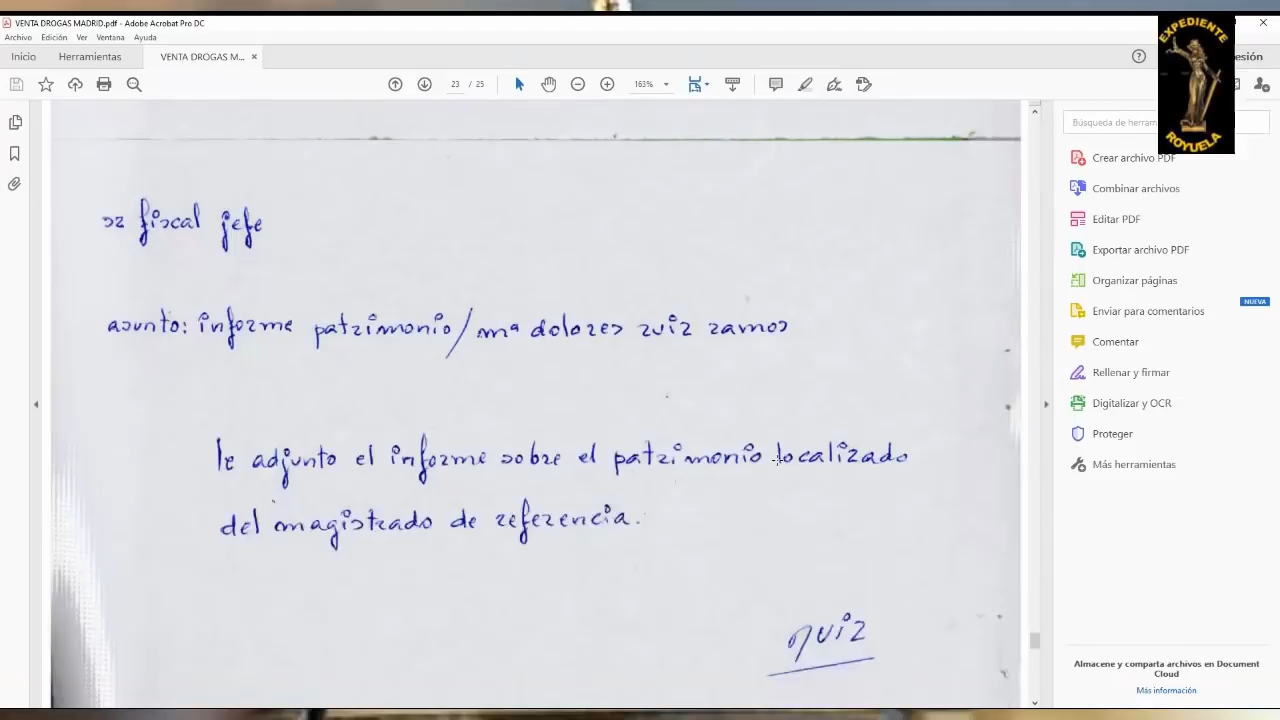 VENTA DROGAS MADRID.pdf - Adobe Acrobat Pro DC
Archivo Edición Ver Ventana Ayuda
Inicio Herramientas VENTA DROGAS M... × ? esión
23 / 25 163%
EXPEDIENTE
ROYUELA
sr fiscal jefe
asunto: informe patrimonio/mª dolores ruiz ramos
le adjunto el informe sobre el patrimonio localizado
del magistrado de referencia.
ruiz
Búsqueda de herram
Crear archivo PDF
Combinar archivos
Editar PDF
Exportar archivo PDF
Organizar páginas
NUEVA
Enviar para comentarios
Comentar
Rellenar y firmar
Digitalizar y OCR
Proteger
Más herramientas
Almacene y comparta archivos en Document
Cloud
Más información